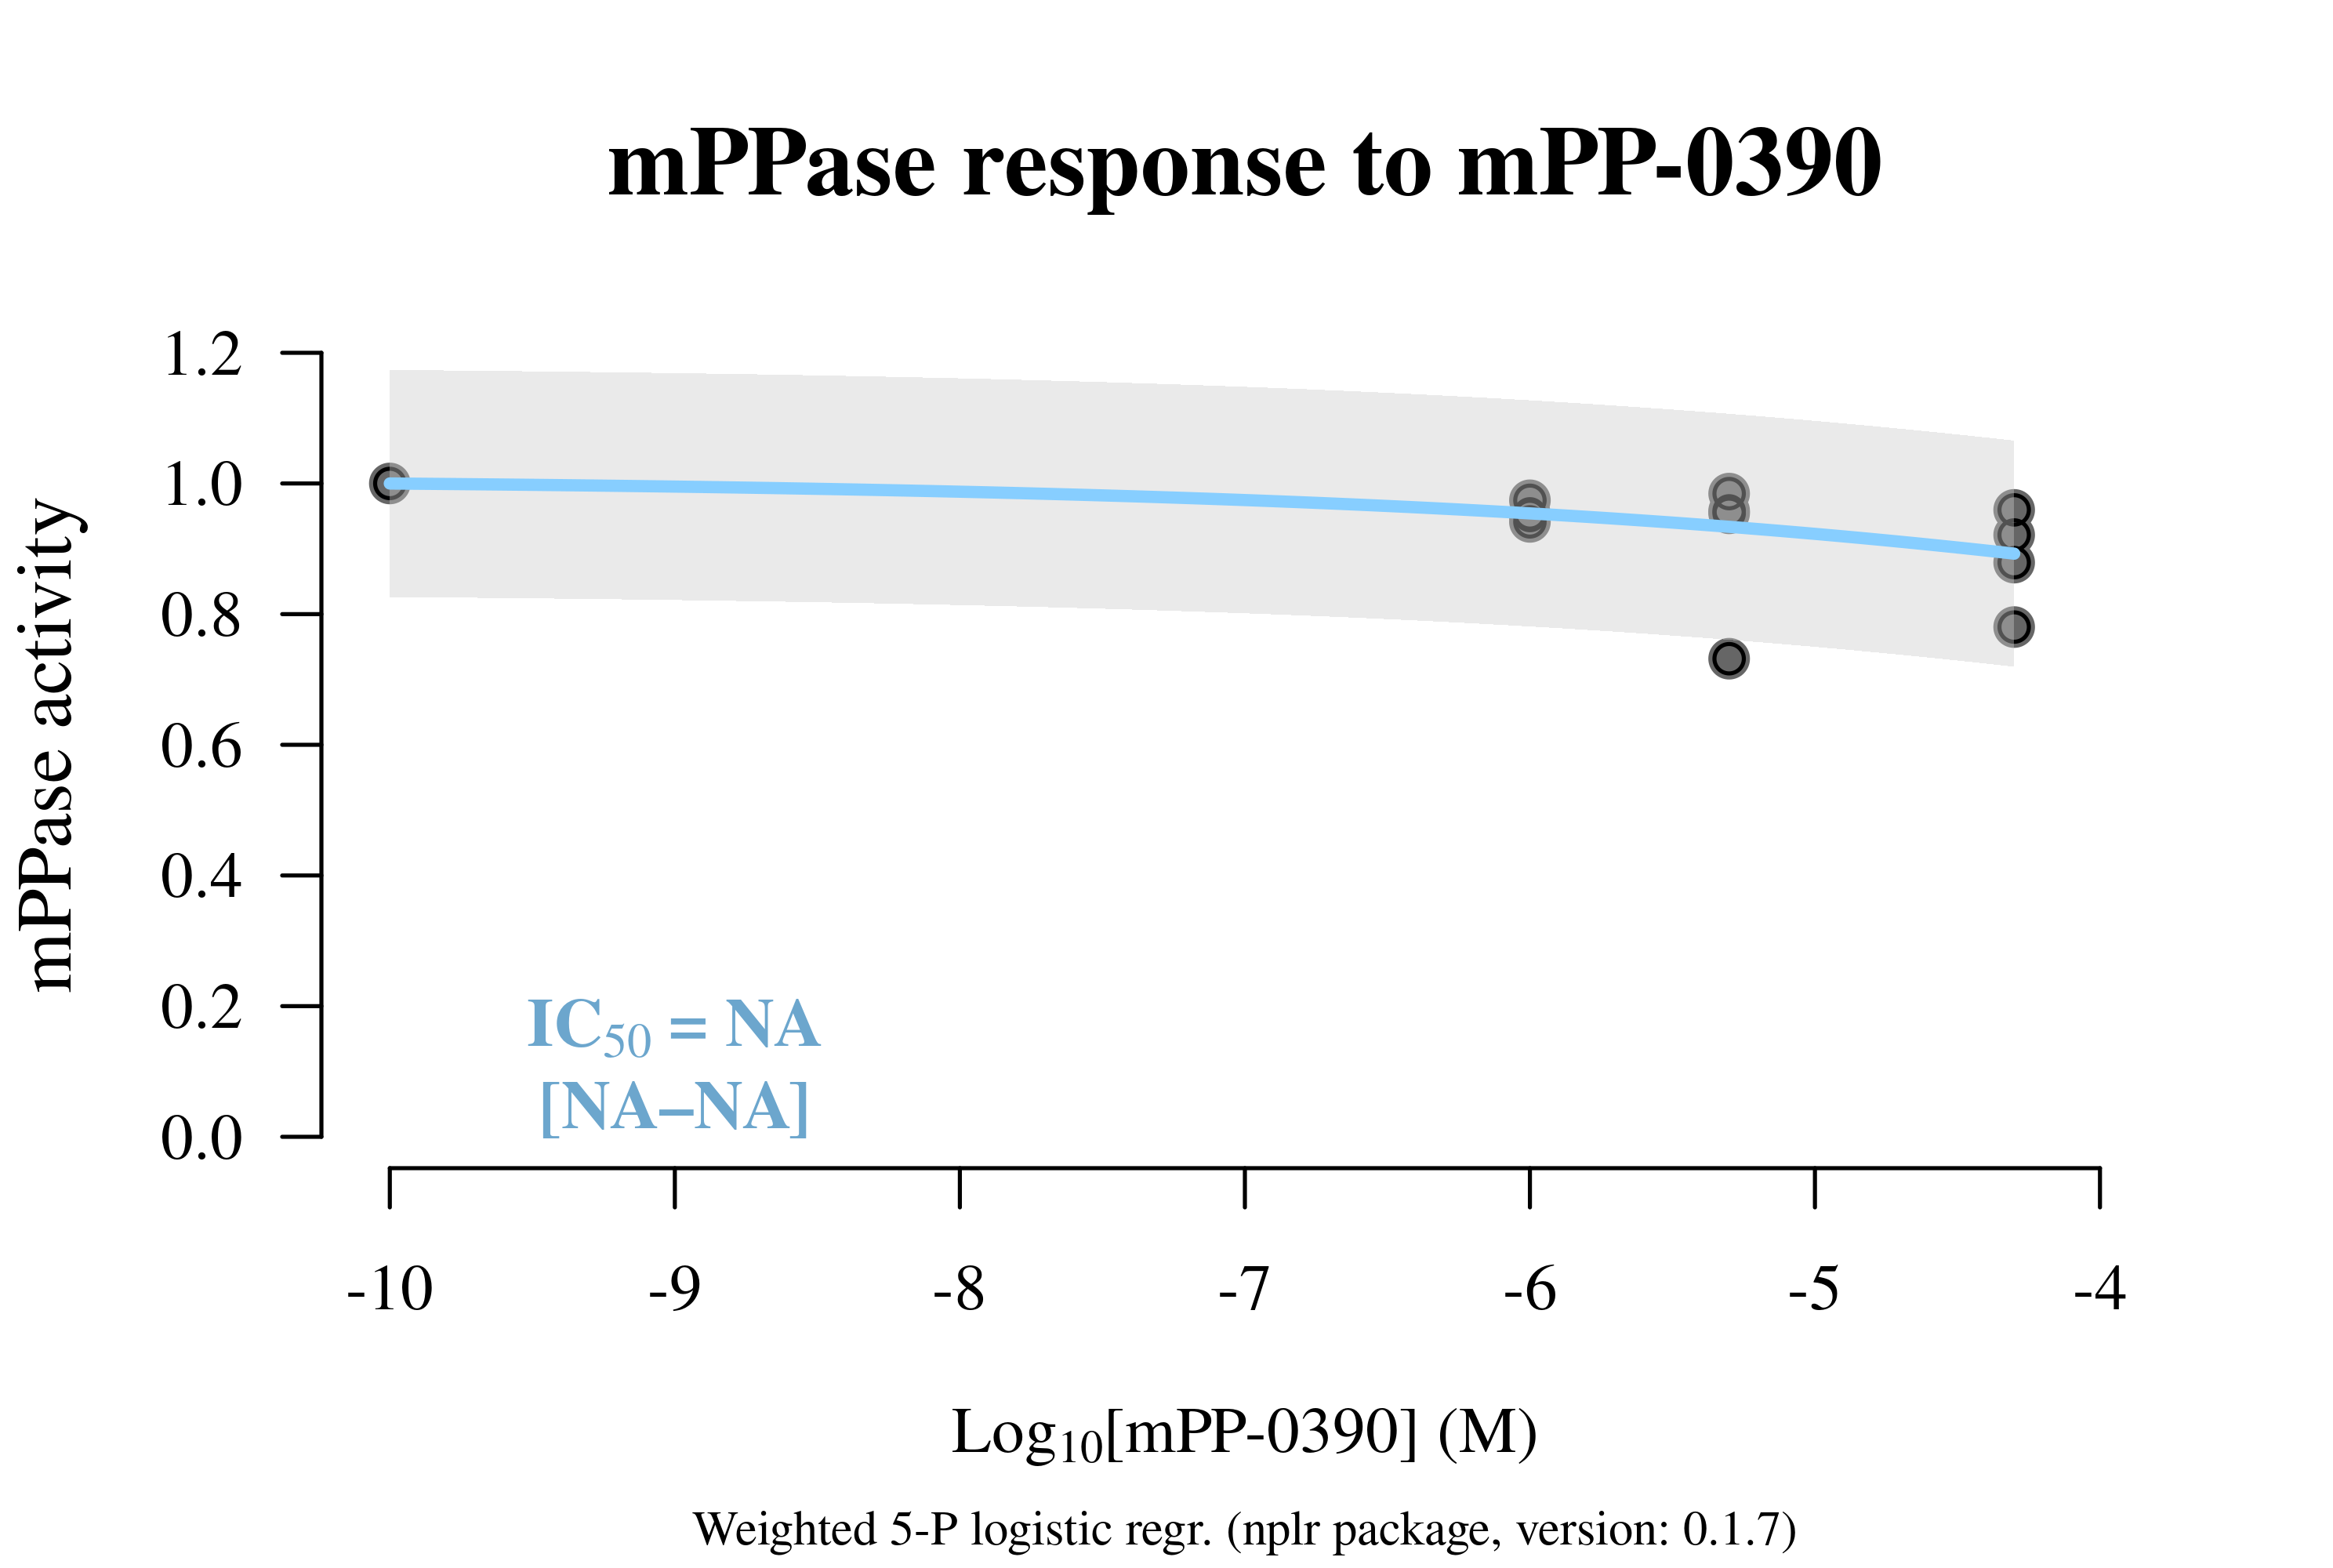 mPPase response to mPP-0390
mPPase activity
1.2
1.0
0.8
0.6
0.4
0.2
0.0
IC50 = NA
[NA–NA]
-10 -9 -8 -7 -6 -5 -4
Log10[mPP-0390] (M)
Weighted 5-P logistic regr. (nplr package, version: 0.1.7)